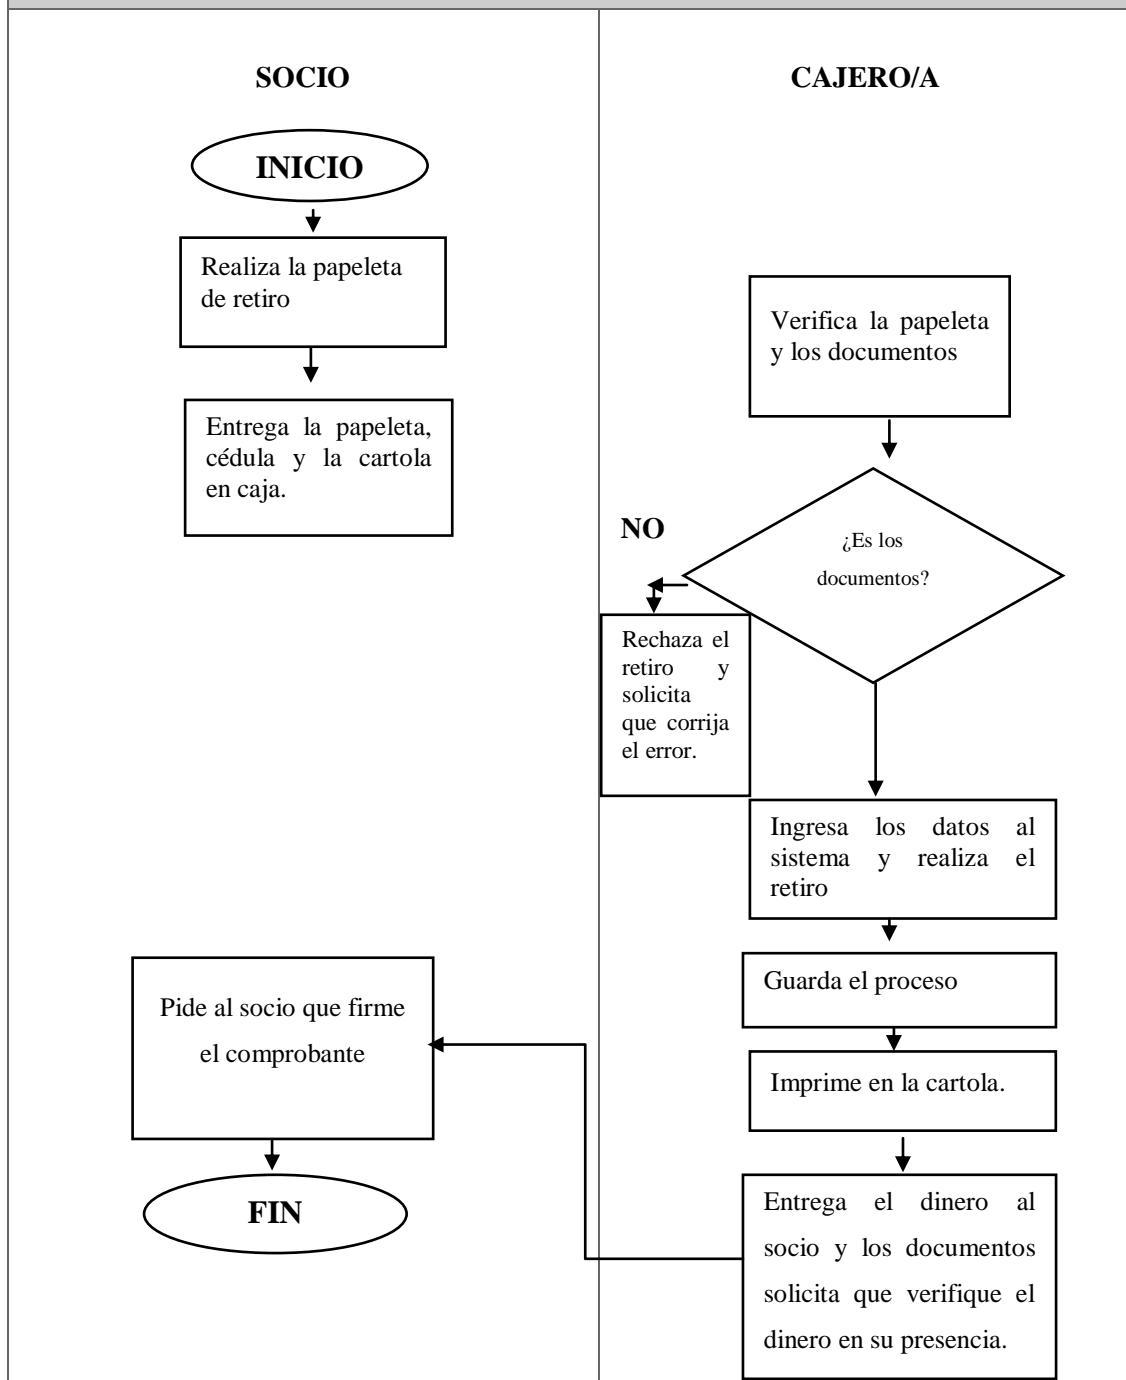 SOCIO
CAJERO/A
INICIO
Realiza la papeleta
de retiro
Entrega la papeleta,
cédula y la cartola
en caja.
Verifica la papeleta
y los documentos
¿Es los
documentos?
NO
Rechaza el
retiro y
solicita
que corrija
el error.
Ingresa los datos al
sistema y realiza el
retiro
Guarda el proceso
Imprime en la cartola.
Entrega el dinero al
socio y los documentos
solicita que verifique el
dinero en su presencia.
Pide al socio que firme
el comprobante
FIN